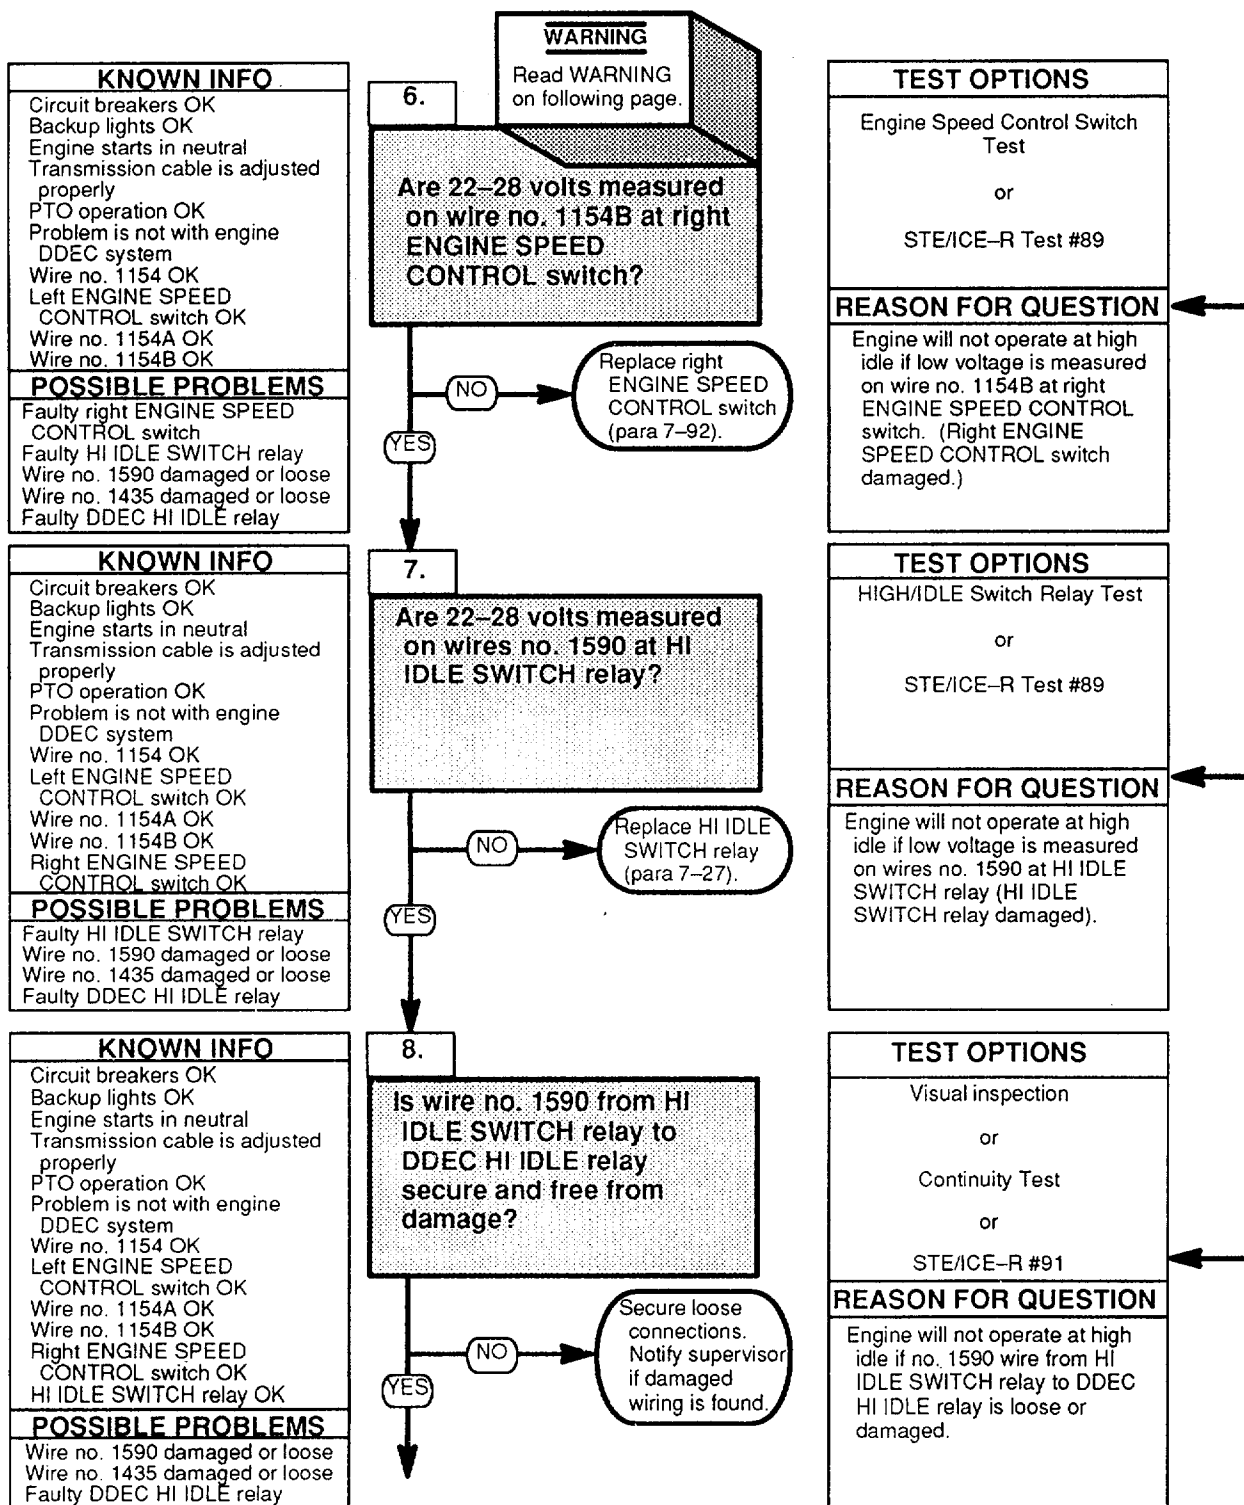 WARNING
Read WARNING
on following page.
KNOWN INFO
Circuit breakers OK
Backup lights OK
Engine starts in neutral
Transmission cable is adjusted
properly
PTO operation OK
Problem is not with engine
DDEC system
Wire no. 1154 OK
Left ENGINE SPEED
CONTROL switch OK
Wire no. 1154A OK
Wire no. 1154B OK
POSSIBLE PROBLEMS
Faulty right ENGINE SPEED
CONTROL switch
Faulty HI IDLE SWITCH relay
Wire no. 1590 damaged or loose
Wire no. 1435 damaged or loose
Faulty DDEC HI IDLE relay
6.
Are 22–28 volts measured
on wire no. 1154B at right
ENGINE SPEED
CONTROL switch?
NO
Replace right
ENGINE SPEED
CONTROL switch
(para 7–92).
YES
TEST OPTIONS
Engine Speed Control Switch
Test
or
STE/ICE–R Test #89
REASON FOR QUESTION
Engine will not operate at high
idle if low voltage is measured
on wire no. 1154B at right
ENGINE SPEED CONTROL
switch. (Right ENGINE
SPEED CONTROL switch
damaged.)
KNOWN INFO
Circuit breakers OK
Backup lights OK
Engine starts in neutral
Transmission cable is adjusted
properly
PTO operation OK
Problem is not with engine
DDEC system
Wire no. 1154 OK
Left ENGINE SPEED
CONTROL switch OK
Wire no. 1154A OK
Wire no. 1154B OK
Right ENGINE SPEED
CONTROL switch OK
POSSIBLE PROBLEMS
Faulty HI IDLE SWITCH relay
Wire no. 1590 damaged or loose
Wire no. 1435 damaged or loose
Faulty DDEC HI IDLE relay
7.
Are 22–28 volts measured
on wires no. 1590 at HI
IDLE SWITCH relay?
NO
Replace HI IDLE
SWITCH relay
(para 7–27).
YES
TEST OPTIONS
HIGH/IDLE Switch Relay Test
or
STE/ICE–R Test #89
REASON FOR QUESTION
Engine will not operate at high
idle if low voltage is measured
on wires no. 1590 at HI IDLE
SWITCH relay (HI IDLE
SWITCH relay damaged).
KNOWN INFO
Circuit breakers OK
Backup lights OK
Engine starts in neutral
Transmission cable is adjusted
properly
PTO operation OK
Problem is not with engine
DDEC system
Wire no. 1154 OK
Left ENGINE SPEED
CONTROL switch OK
Wire no. 1154A OK
Wire no. 1154B OK
Right ENGINE SPEED
CONTROL switch OK
HI IDLE SWITCH relay OK
POSSIBLE PROBLEMS
Wire no. 1590 damaged or loose
Wire no. 1435 damaged or loose
Faulty DDEC HI IDLE relay
8.
Is wire no. 1590 from HI
IDLE SWITCH relay to
DDEC HI IDLE relay
secure and free from
damage?
NO
Secure loose
connections.
Notify supervisor
if damaged
wiring is found.
YES
TEST OPTIONS
Visual inspection
or
Continuity Test
or
STE/ICE–R #91
REASON FOR QUESTION
Engine will not operate at high
idle if no. 1590 wire from HI
IDLE SWITCH relay to DDEC
HI IDLE relay is loose or
damaged.